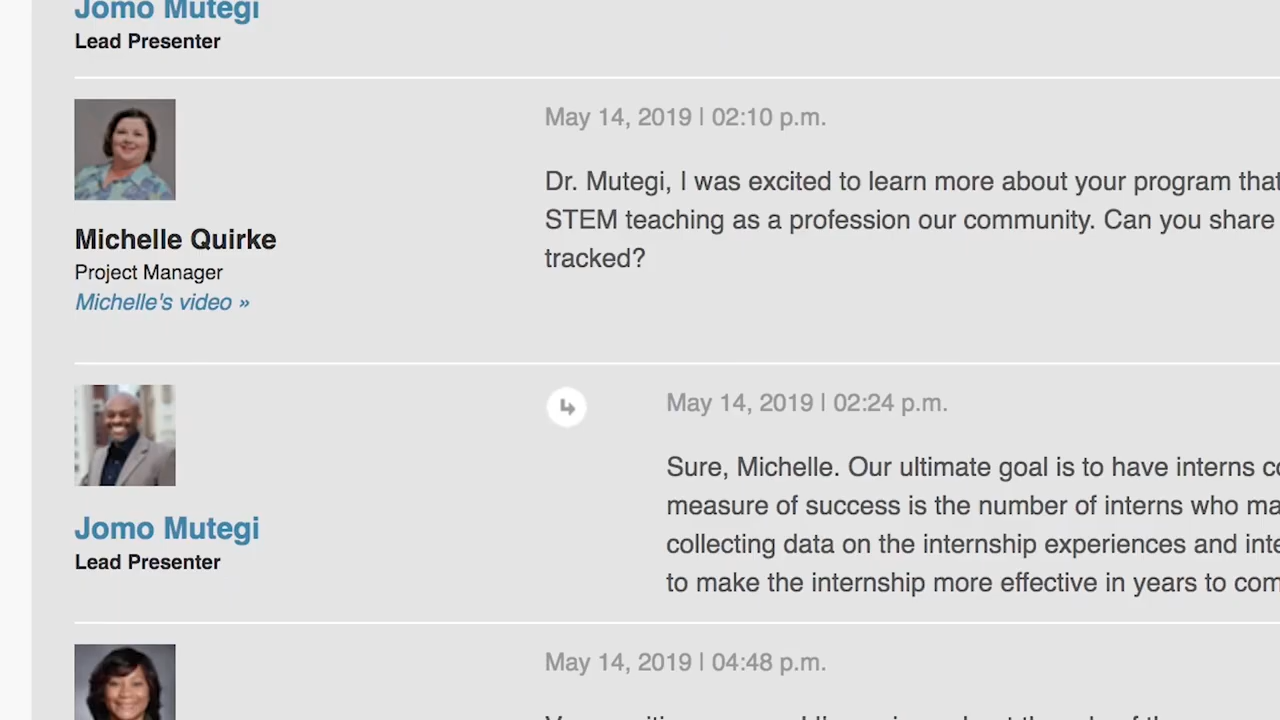 Jomo Mutegi
Lead Presenter
May 14, 2019 | 02:10 p.m.
Dr. Mutegi, I was excited to learn more about your program that
STEM teaching as a profession our community. Can you share
tracked?
Michelle Quirke
Project Manager
Michelle's video »
May 14, 2019 | 02:24 p.m.
Sure, Michelle. Our ultimate goal is to have interns
measure of success is the number of interns who
collecting data on the internship experiences and
to make the internship more effective in years to
Jomo Mutegi
Lead Presenter
May 14, 2019 | 04:48 p.m.